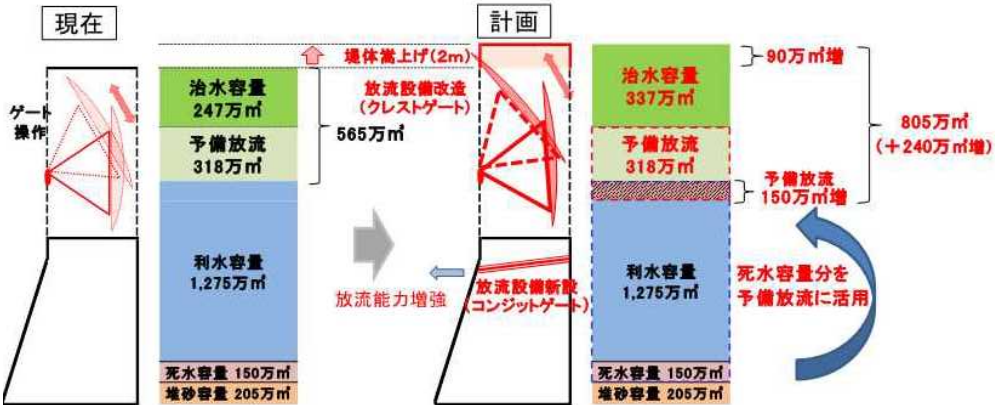 現在
ゲート
操作
治水容量
247万㎥
予備放流
318万㎥
565万㎥
利水容量
1,275万㎥
死水容量 150万㎥
堆砂容量 205万㎥
放流能力増強
計画
堤体嵩上げ(2m)
放流設備改造
(クレストゲート)
放流設備新設
(コンジットゲート)
治水容量
337万㎥
予備放流
318万㎥
利水容量
1,275万㎥
死水容量 150万㎥
堆砂容量 205万㎥
90万㎥増
805万㎥
(+240万㎥増)
予備放流
150万㎥増
死水容量分を
予備放流に活用